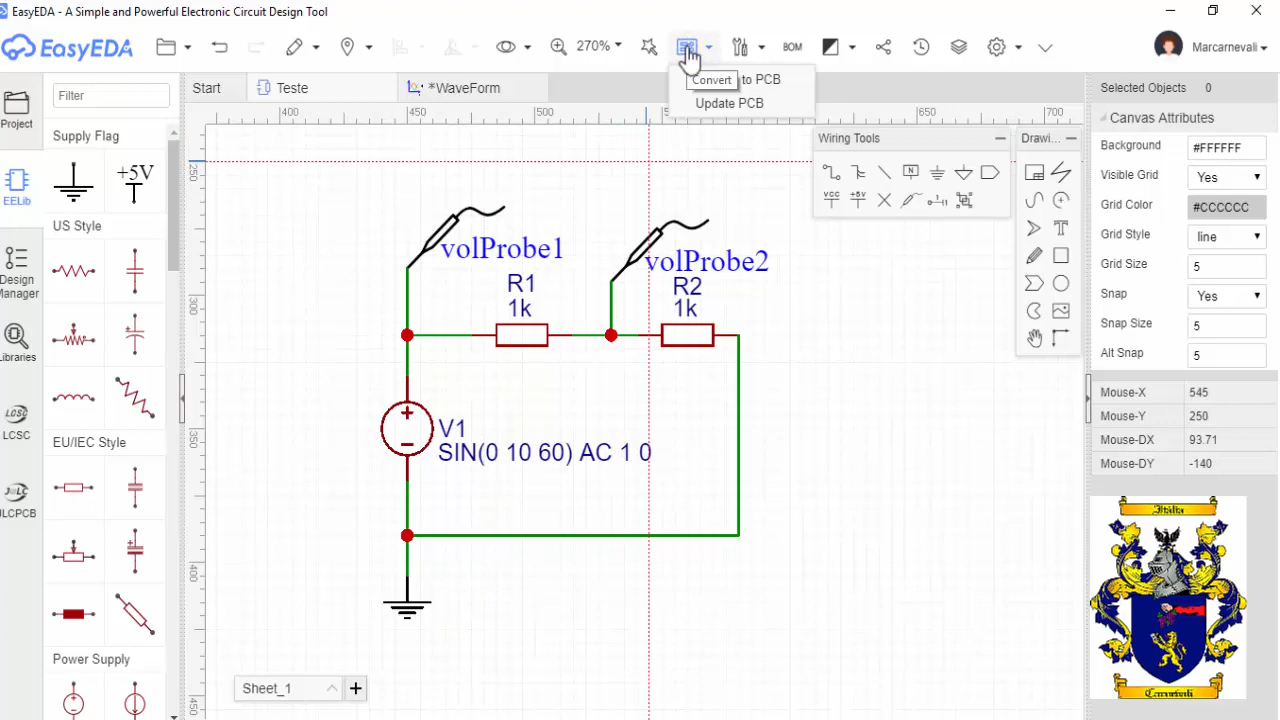 EasyEDA - A Simple and Powerful Electronic Circuit Design Tool
EasyEDA
270%
BOM
Marcarnevali
Convert to PCB
Update PCB
Project
EELib
Design
Manager
Libraries
LCSC
LCSC
JLC
JLCPCB
Filter
Supply Flag
+5V
US Style
EU/IEC Style
Power Supply
Start
Teste
*WaveForm
400
450
500
650
700
250
300
350
400
450
Wiring Tools
N
VCC
+5V
Drawi...
T
volProbe1
volProbe2
R1
1k
R2
1k
V1
SIN(0 10 60) AC 1 0
Sheet_1
Selected Objects 0
Canvas Attributes
Background #FFFFFF
Visible Grid Yes
Grid Color #CCCCCC
Grid Style line
Grid Size 5
Snap Yes
Snap Size 5
Alt Snap 5
Mouse-X 545
Mouse-Y 250
Mouse-DX 93.71
Mouse-DY -140
Italia
Carnevali